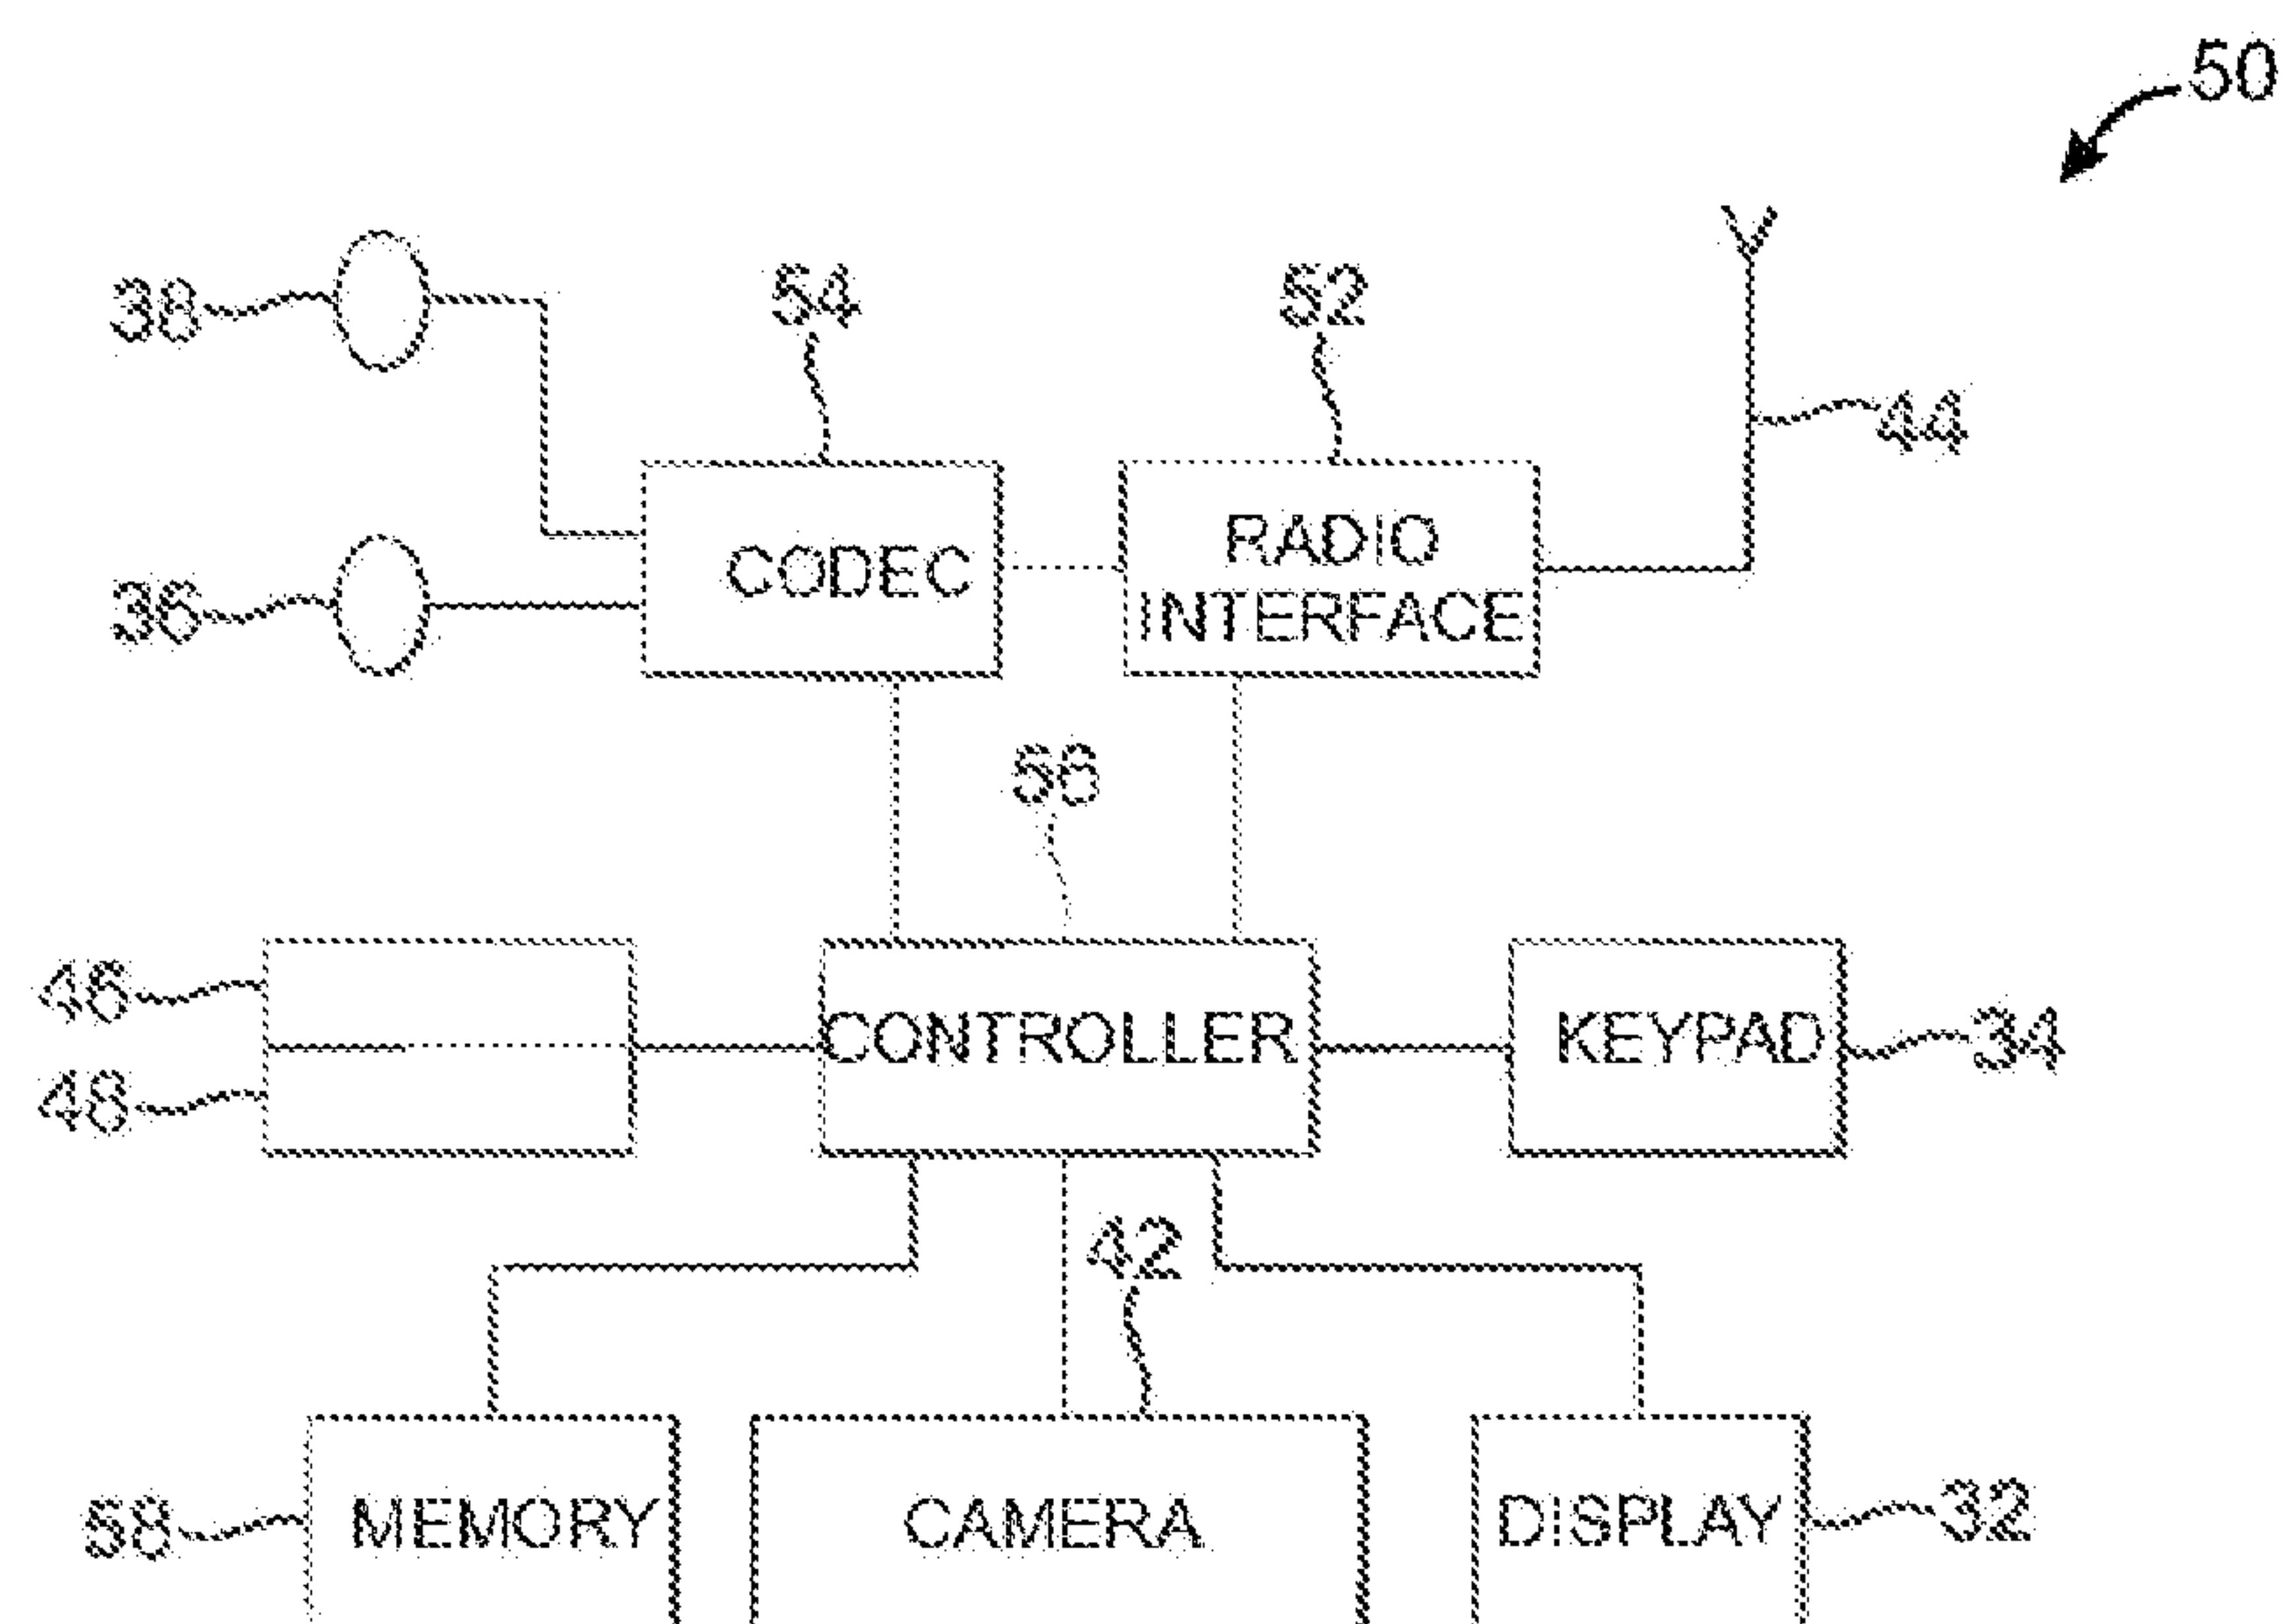 50
38
54
52
44
CODEC
RADIO
INTERFACE
36
56
46
CONTROLLER
KEYPAD
34
48
42
58
MEMORY
CAMERA
DISPLAY
32